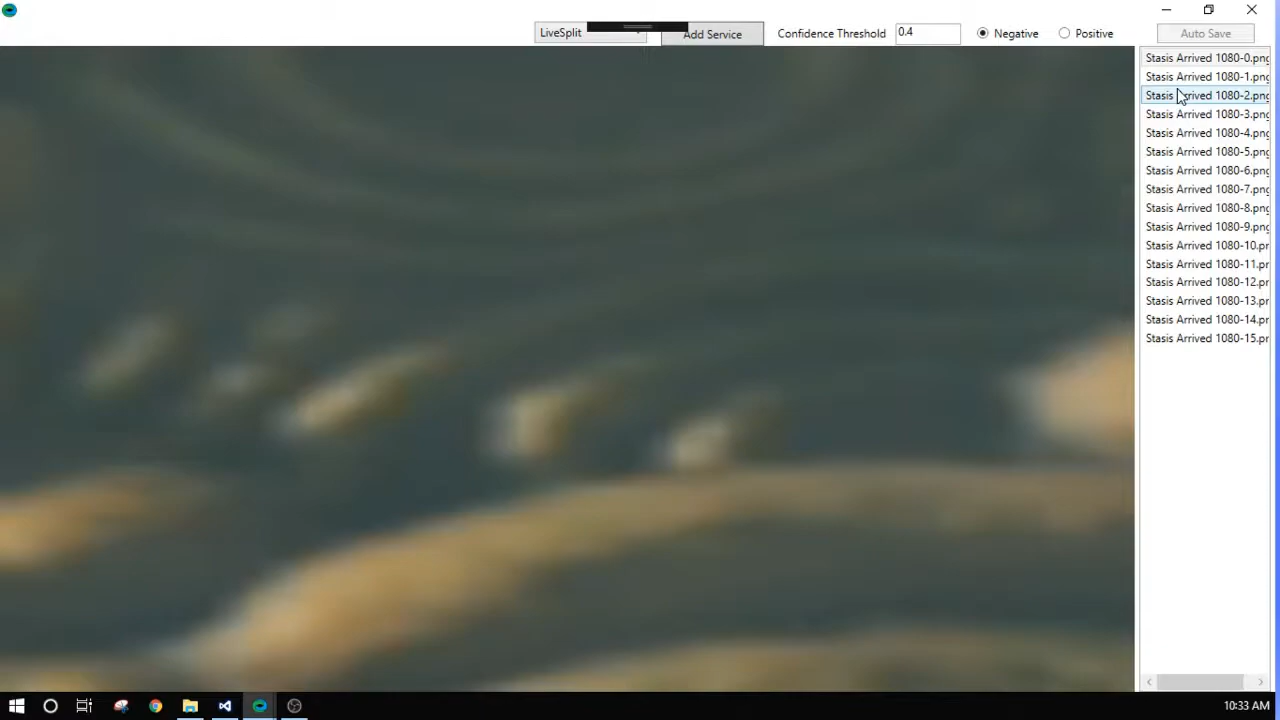 LiveSplit
Add Service
Confidence Threshold
0.4
Negative
Positive
Auto Save
Stasis Arrived 1080-0.png
Stasis Arrived 1080-1.png
Stasis Arrived 1080-2.png
Stasis Arrived 1080-3.png
Stasis Arrived 1080-4.png
Stasis Arrived 1080-5.png
Stasis Arrived 1080-6.png
Stasis Arrived 1080-7.png
Stasis Arrived 1080-8.png
Stasis Arrived 1080-9.png
Stasis Arrived 1080-10.pr
Stasis Arrived 1080-11.pr
Stasis Arrived 1080-12.pr
Stasis Arrived 1080-13.pr
Stasis Arrived 1080-14.pr
Stasis Arrived 1080-15.pr
10:33 AM